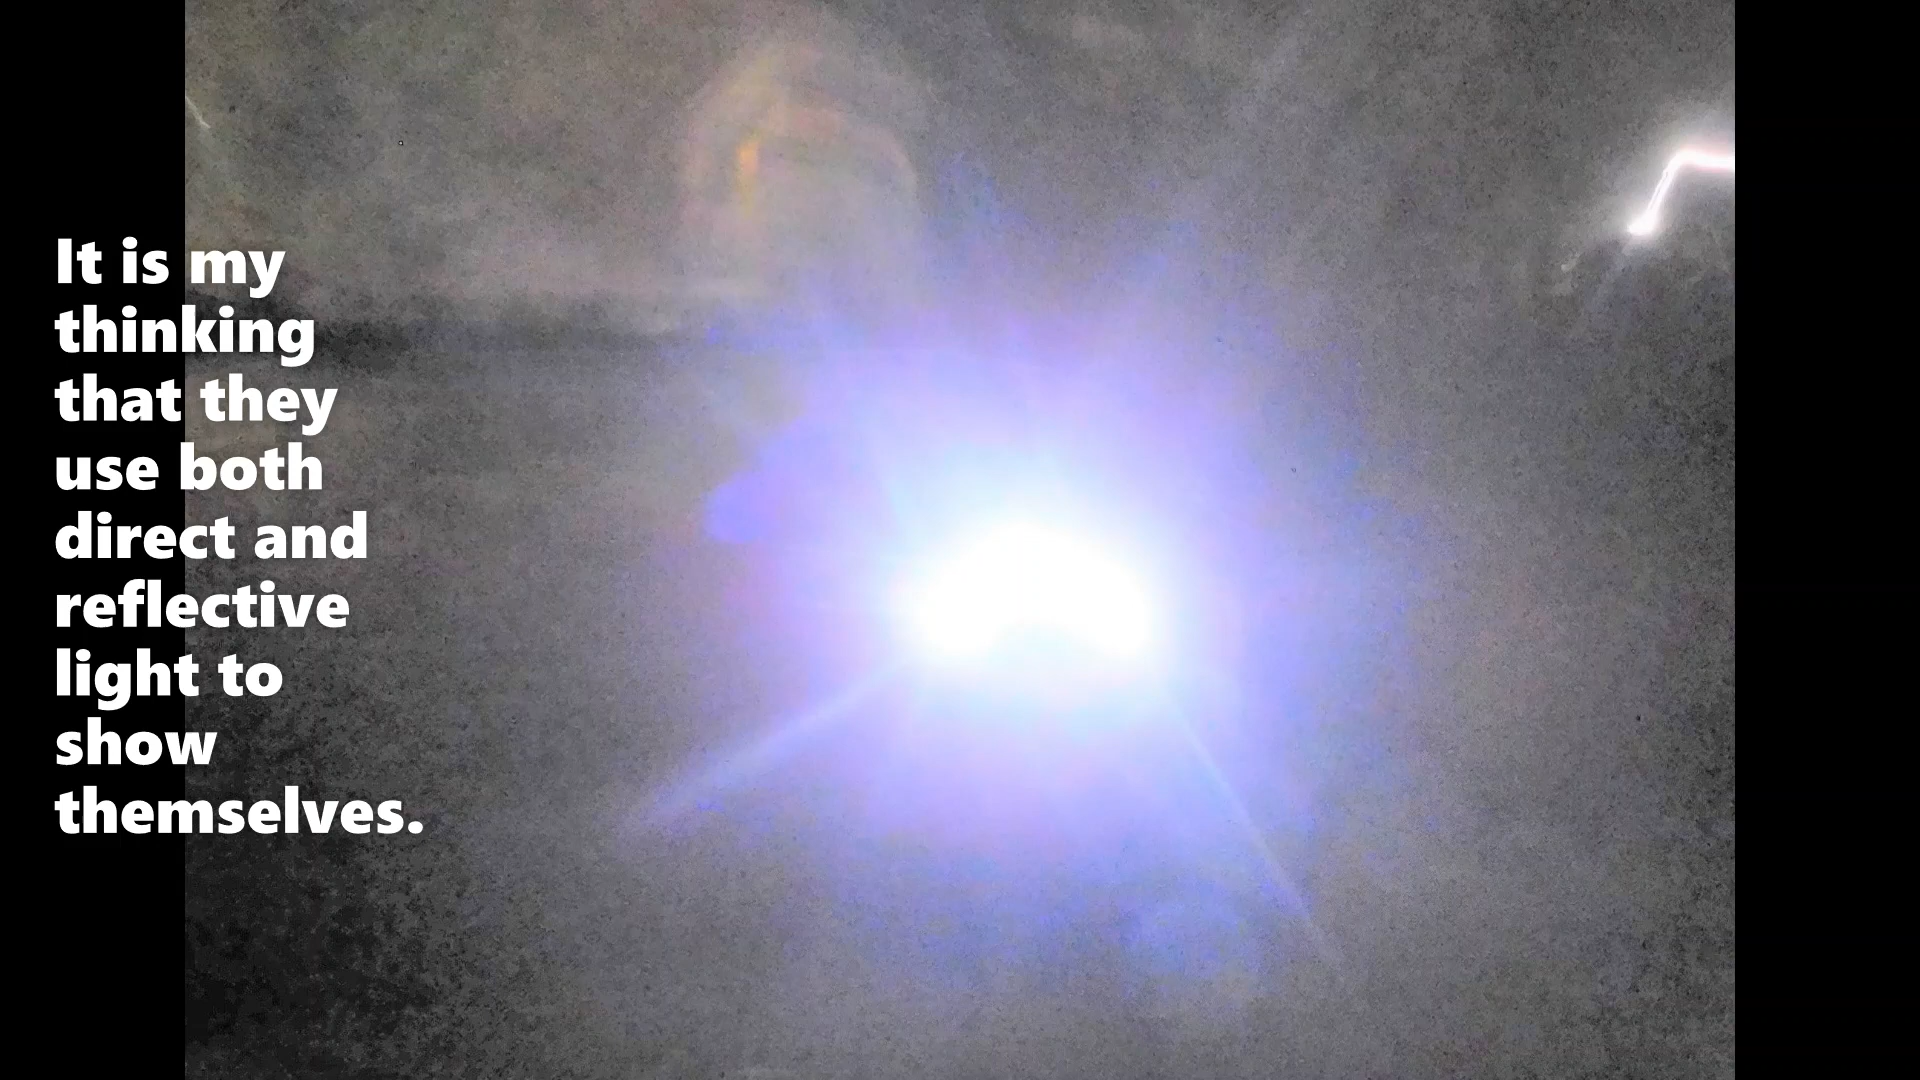 It is my
thinking
that they
use both
direct and
reflective
light to
show
themselves.